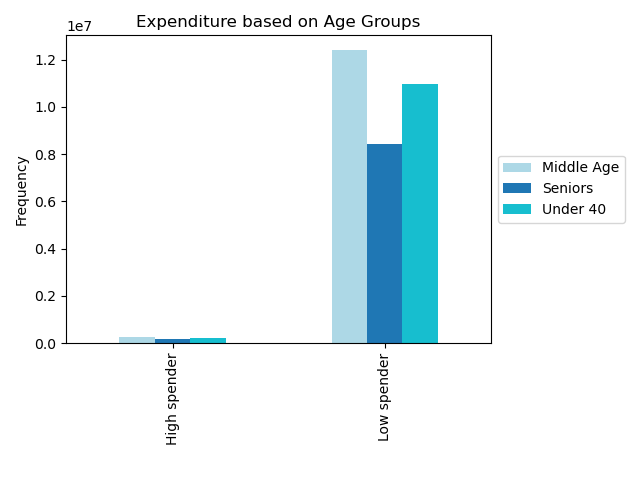 Expenditure based on Age Groups
1e7
1.2
1.0
0.8
0.6
0.4
0.2
0.0
Frequency
High spender
Low spender
Middle Age
Seniors
Under 40